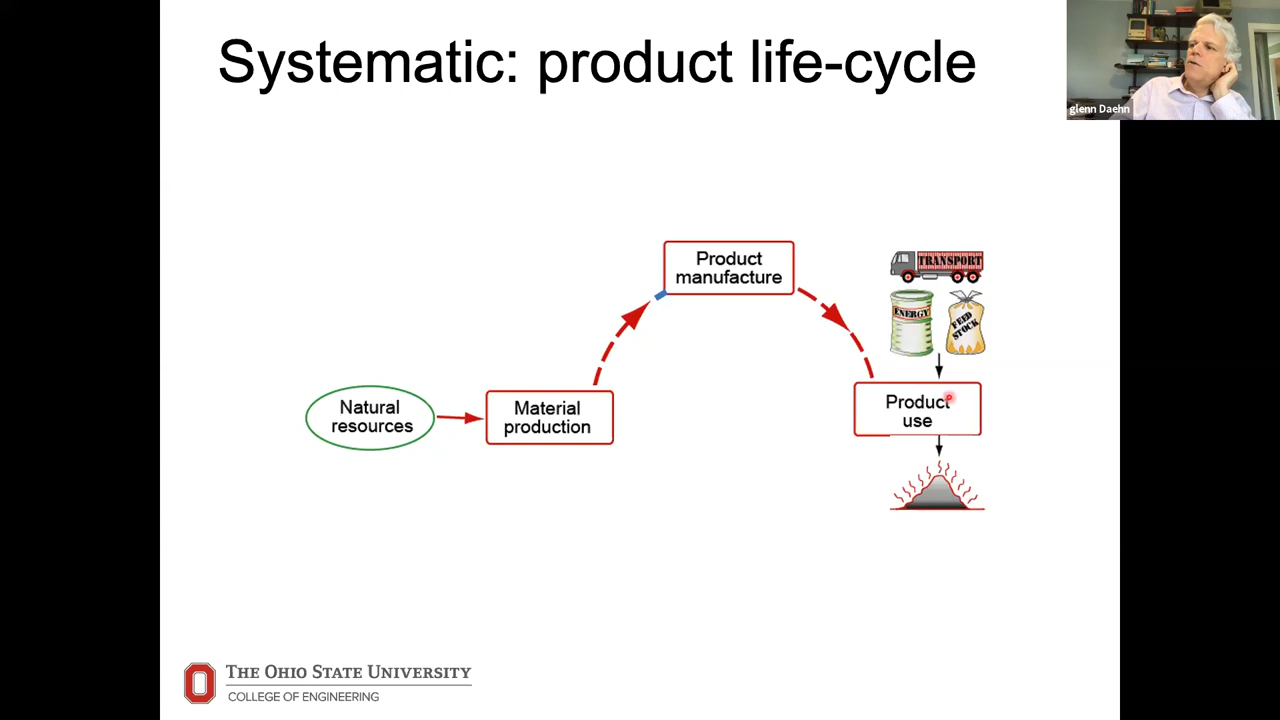 Systematic: product life-cycle
glenn Daehn
Product
manufacture
TRANSPORT
ENERGY
FEED
STOCK
Natural
resources
Material
production
Product
use
THE OHIO STATE UNIVERSITY
COLLEGE OF ENGINEERING